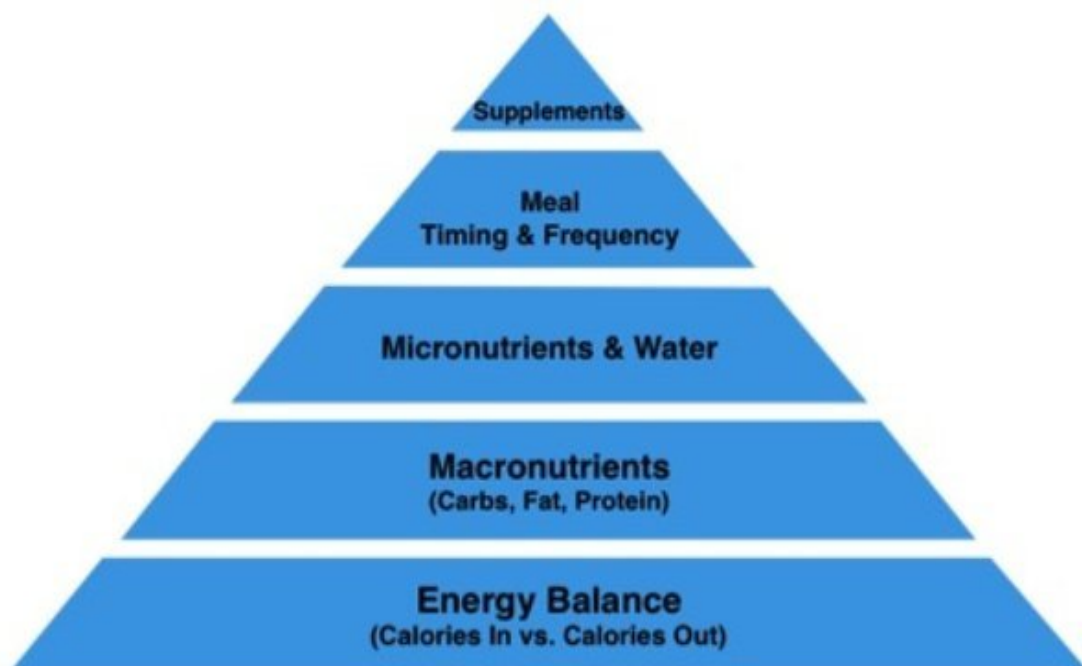 Supplements
Meal
Timing & Frequency
Micronutrients & Water
Macronutrients
(Carbs, Fat, Protein)
Energy Balance
(Calories In vs. Calories Out)